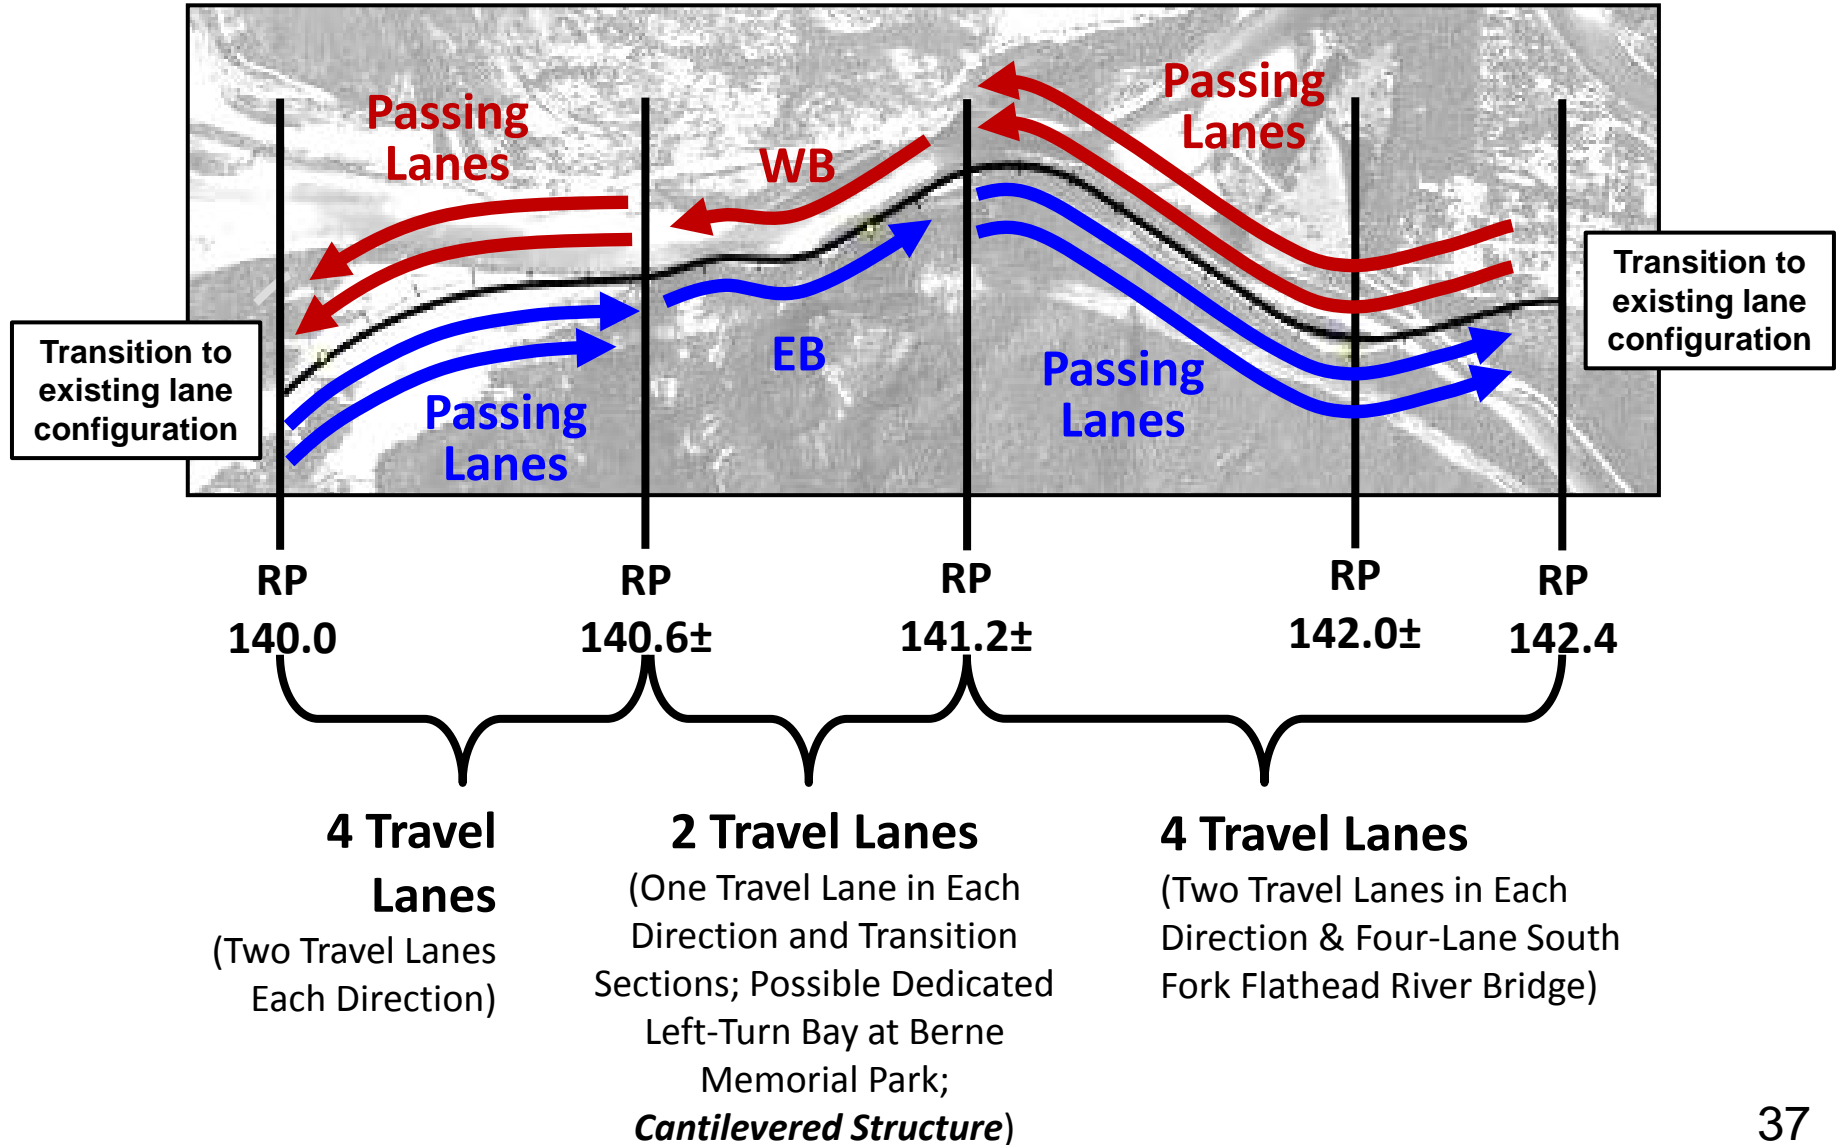 Passing
Lanes
WB
Passing
Lanes
Transition to
existing lane
configuration
Transition to
existing lane
configuration
EB
Passing
Lanes
Passing
Lanes
RP
140.0
RP
140.6±
RP
141.2±
RP
142.0±
RP
142.4
4 Travel
Lanes
(Two Travel Lanes
Each Direction)
2 Travel Lanes
(One Travel Lane in Each
Direction and Transition
Sections; Possible Dedicated
Left-Turn Bay at Berne
Memorial Park;
Cantilevered Structure)
4 Travel Lanes
(Two Travel Lanes in Each
Direction & Four-Lane South
Fork Flathead River Bridge)
37